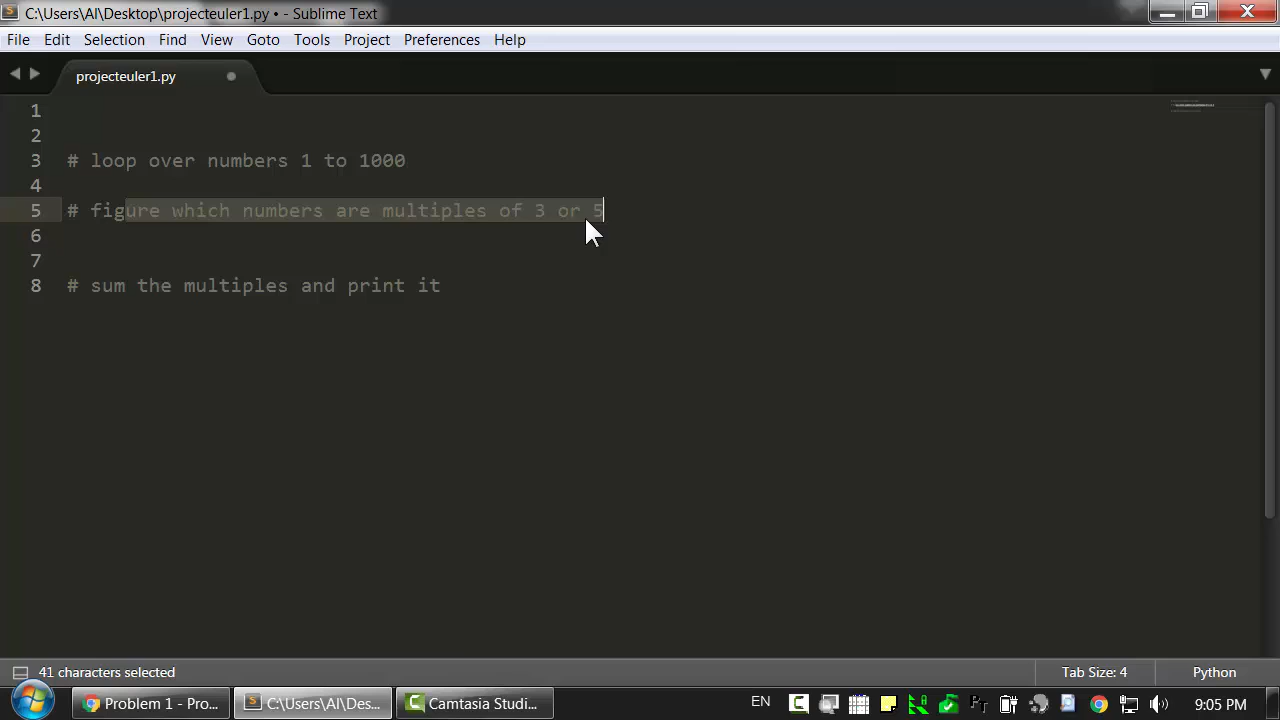 C:\Users\Al\Desktop\projecteuler1.py • - Sublime Text
File Edit Selection Find View Goto Tools Project Preferences Help
projecteuler1.py
1
2
3 # loop over numbers 1 to 1000
4
5 # figure which numbers are multiples of 3 or 5
6
7
8 # sum the multiples and print it
41 characters selected Tab Size: 4 Python
Problem 1 - Pro... C:\Users\Al\Des... Camtasia Studi... EN 9:05 PM